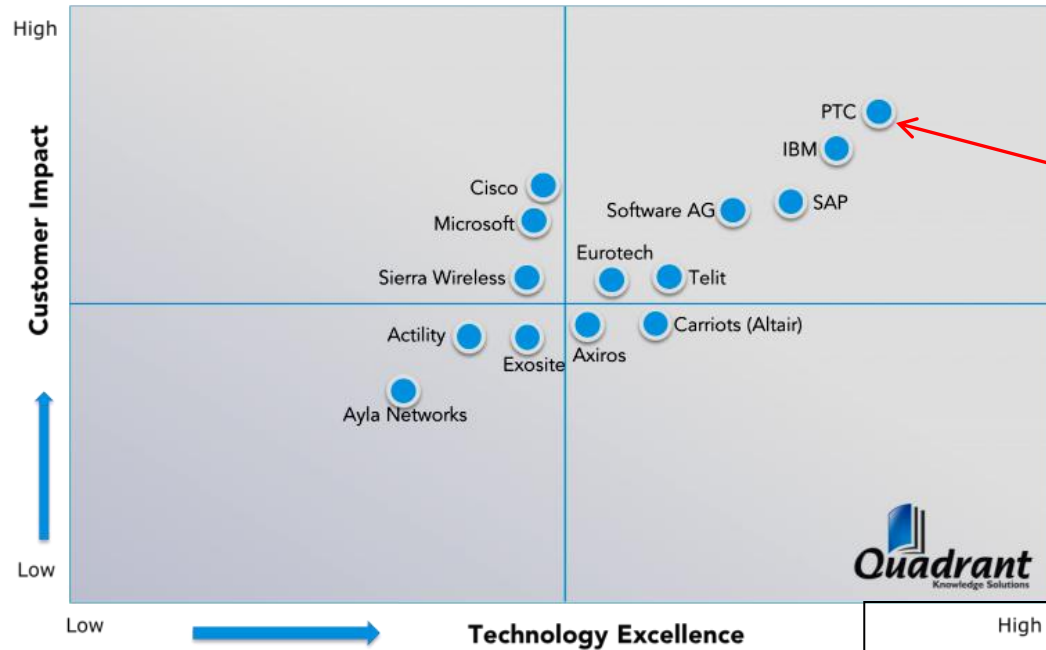 High
Customer Impact
PTC
IBM
Cisco
SAP
Software AG
Microsoft
Eurotech
Sierra Wireless
Telit
Carriots (Altair)
Actility
Exosite
Axiros
Ayla Networks
Quadrant
Knowledge Solutions
Low
Low
Technology Excellence
High